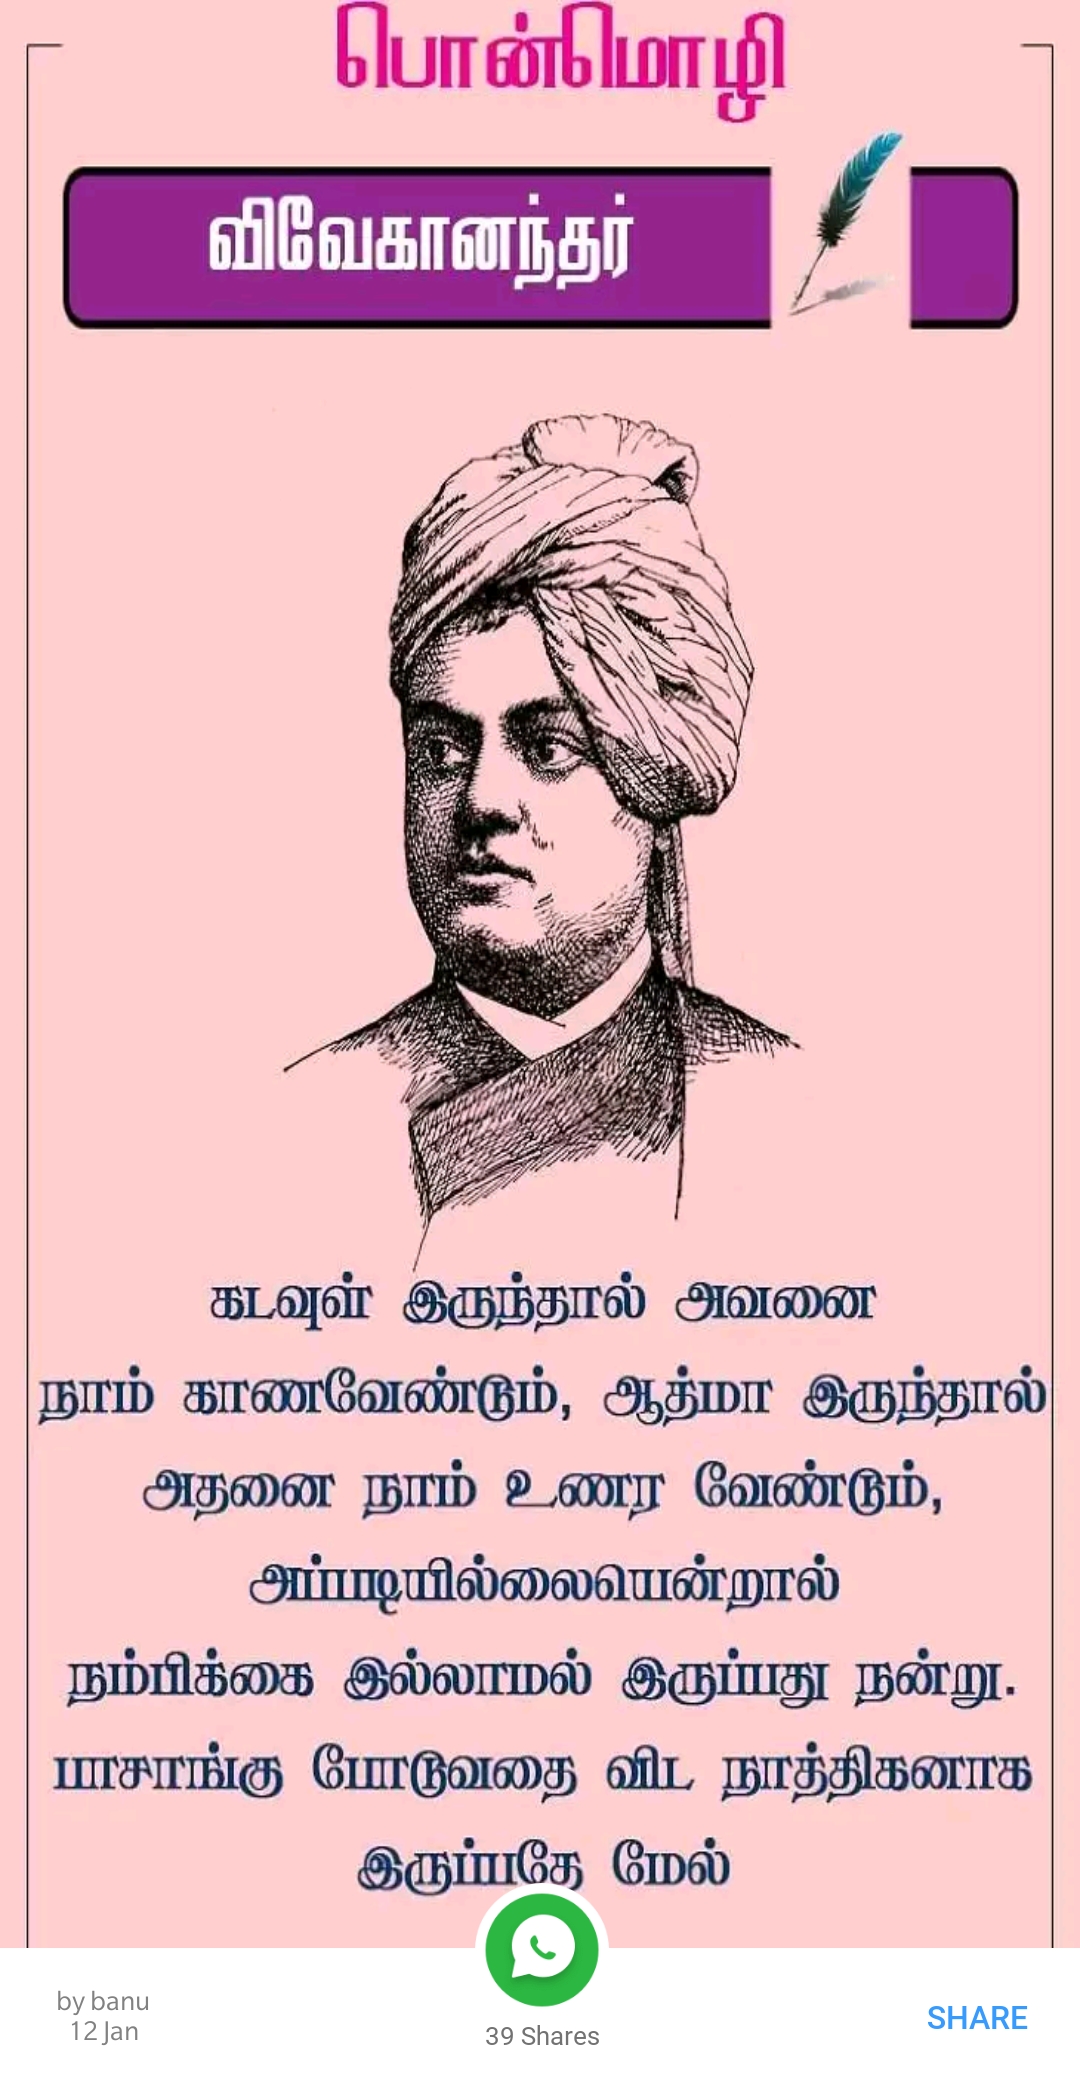 பொன்மொழி
விவேகானந்தர்
கடவுள் இருந்தால் அவனை
நாம் காணவேண்டும், ஆத்மா இருந்தால்
அதனை நாம் உணர வேண்டும்,
அப்படியில்லையென்றால்
நம்பிக்கை இல்லாமல் இருப்பது நன்று.
பாசாங்கு போடுவதை விட நாத்திகனாக
இருப்பதே மேல்
by banu
12 Jan
39 Shares
SHARE